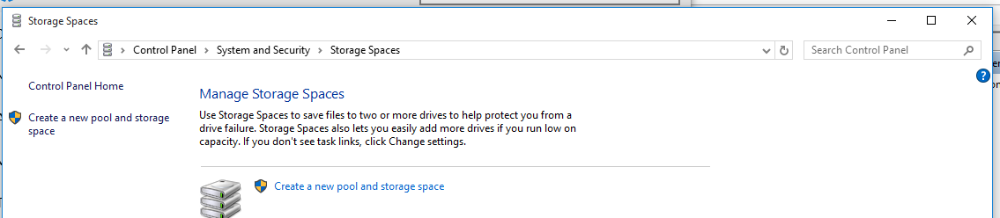 Storage Spaces
Control Panel > System and Security > Storage Spaces
Search Control Panel
?
Control Panel Home
Create a new pool and storage
space
Manage Storage Spaces
Use Storage Spaces to save files to two or more drives to help protect you from a
drive failure. Storage Spaces also lets you easily add more drives if you run low on
capacity. If you don't see task links, click Change settings.
Create a new pool and storage space